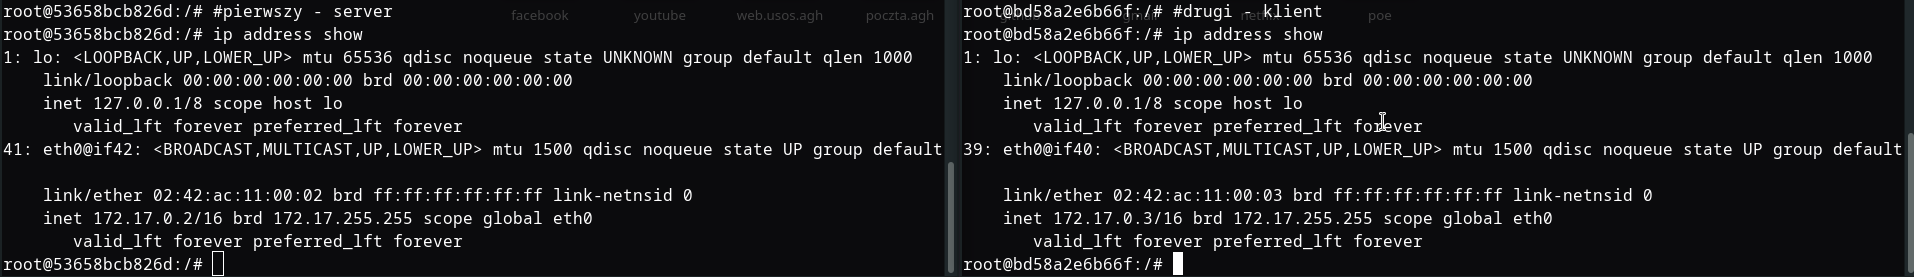 root@53658bcb826d:/# #pierwszy - server
root@53658bcb826d:/# ip address show
1: lo: <LOOPBACK,UP,LOWER_UP> mtu 65536 qdisc noqueue state UNKNOWN group default qlen 1000
    link/loopback 00:00:00:00:00:00 brd 00:00:00:00:00:00
    inet 127.0.0.1/8 scope host lo
       valid_lft forever preferred_lft forever
41: eth0@if42: <BROADCAST,MULTICAST,UP,LOWER_UP> mtu 1500 qdisc noqueue state UP group default
    link/ether 02:42:ac:11:00:02 brd ff:ff:ff:ff:ff:ff link-netnsid 0
    inet 172.17.0.2/16 brd 172.17.255.255 scope global eth0
       valid_lft forever preferred_lft forever
root@53658bcb826d:/#
root@bd58a2e6b66f:/# #drugi - klient
root@bd58a2e6b66f:/# ip address show
1: lo: <LOOPBACK,UP,LOWER_UP> mtu 65536 qdisc noqueue state UNKNOWN group default qlen 1000
    link/loopback 00:00:00:00:00:00 brd 00:00:00:00:00:00
    inet 127.0.0.1/8 scope host lo
       valid_lft forever preferred_lft forever
39: eth0@if40: <BROADCAST,MULTICAST,UP,LOWER_UP> mtu 1500 qdisc noqueue state UP group default
    link/ether 02:42:ac:11:00:03 brd ff:ff:ff:ff:ff:ff link-netnsid 0
    inet 172.17.0.3/16 brd 172.17.255.255 scope global eth0
       valid_lft forever preferred_lft forever
root@bd58a2e6b66f:/#
facebook youtube web.usos.agh poczta.agh gmail poe